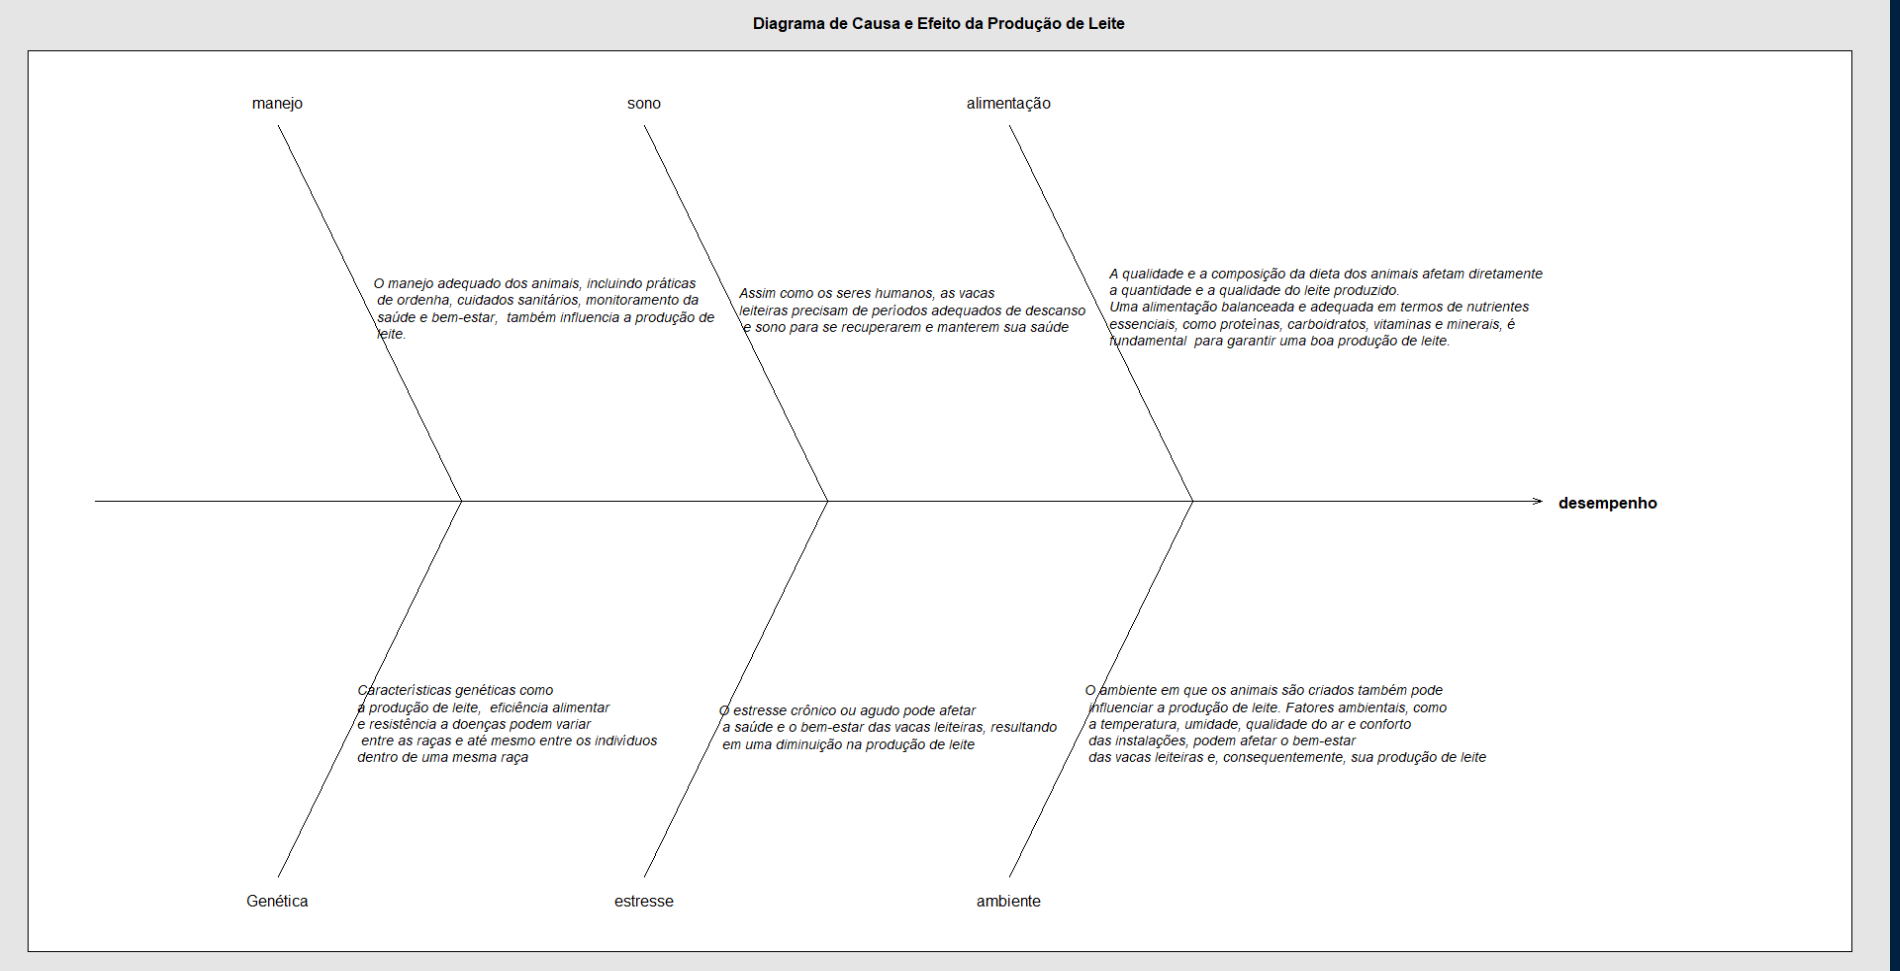 Diagrama de Causa e Efeito da Produção de Leite
manejo
sono
alimentação
O manejo adequado dos animais, incluindo práticas
de ordenha, cuidados sanitários, monitoramento da
saúde e bem-estar, também influencia a produção de
leite.
Assim como os seres humanos, as vacas
leiteiras precisam de períodos adequados de descanso
e sono para se recuperarem e manterem sua saúde
A qualidade e a composição da dieta dos animais afetam diretamente
a quantidade e a qualidade do leite produzido.
Uma alimentação balanceada e adequada em termos de nutrientes
essenciais, como proteínas, carboidratos, vitaminas e minerais, é
fundamental para garantir uma boa produção de leite.
desempenho
Características genéticas como
a produção de leite, eficiência alimentar
e resistência a doenças podem variar
entre as raças e até mesmo entre os indivíduos
dentro de uma mesma raça
O estresse crônico ou agudo pode afetar
a saúde e o bem-estar das vacas leiteiras, resultando
em uma diminuição na produção de leite
O ambiente em que os animais são criados também pode
influenciar a produção de leite. Fatores ambientais, como
a temperatura, umidade, qualidade do ar e conforto
das instalações, podem afetar o bem-estar
das vacas leiteiras e, consequentemente, sua produção de leite
Genética
estresse
ambiente